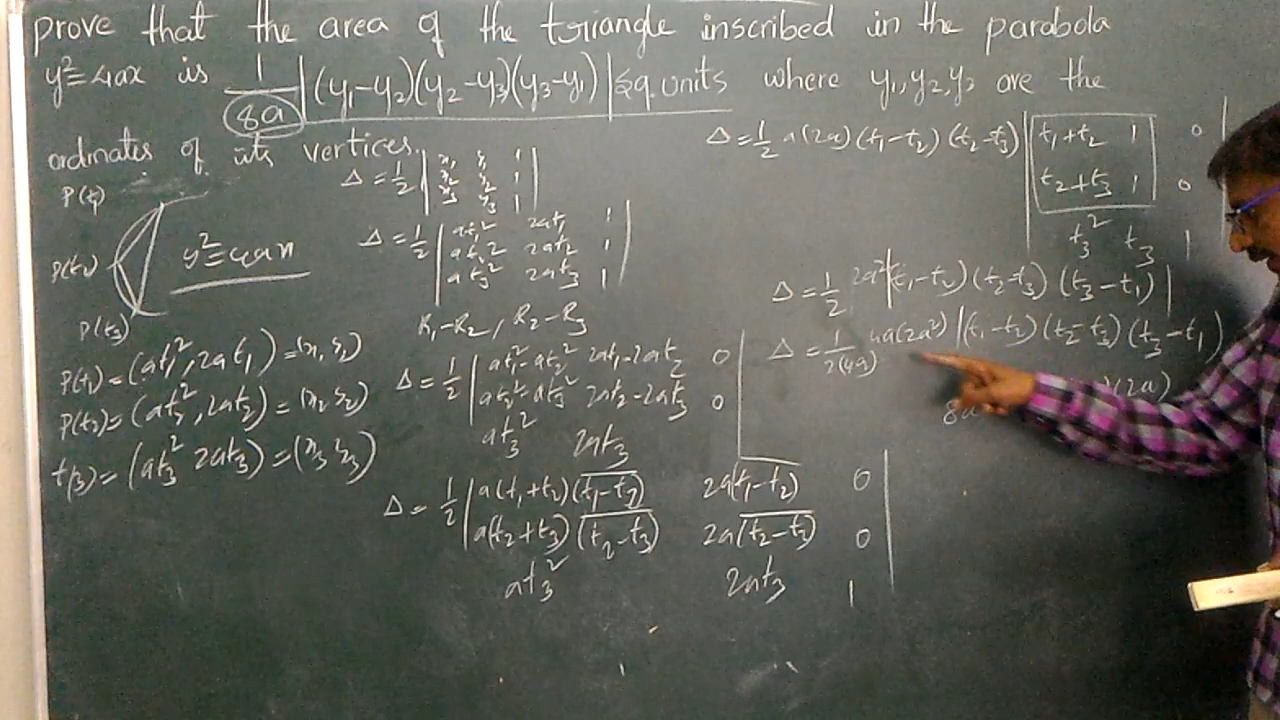 prove that the area of the triangle inscribed in the parabola
y²=4ax is 1/8a |(y₁-y₂)(y₂-y₃)(y₃-y₁)| sq.units where y₁,y₂,y₃ are the
ordinates of its vertices.
P(t₁)
P(t₂)
P(t₃)
y²=4ax
P(t₁)=(at₁²,2at₁)=(x₁,y₁)
P(t₂)=(at₂²,2at₂)=(x₂ y₂)
t(3)=(at₃² 2at₃)=(x₃ y₃)
Δ=1/2 | x₁ y₁ 1 |
x₂ y₂ 1
x₃ y₃ 1
Δ=1/2 | at₁² 2at₁ 1 |
at₂² 2at₂ 1
at₃² 2at₃ 1
R₁-R₂, R₂-R₃
Δ=1/2 | at₁²-at₂² 2at₁-2at₂ 0 |
at₂²-at₃² 2at₂-2at₃ 0
at₃² 2at₃
Δ=1/2 | a(t₁+t₂)(t₁-t₂) 2a(t₁-t₂) 0 |
a(t₂+t₃)(t₂-t₃) 2a(t₂-t₃) 0
at₃² 2at₃ 1
Δ=1/2 a(2a)(t₁-t₂)(t₂-t₃) | t₁+t₂ 1 0 |
t₂+t₃ 1 0
t₃² t₃ 1
Δ=1/2 2a²|(t₁-t₂)(t₂-t₃)(t₃-t₁)|
Δ=1/2(4a) 4a(2a²)|(t₁-t₂)(t₂-t₃)(t₃-t₁)
(2a)
8a